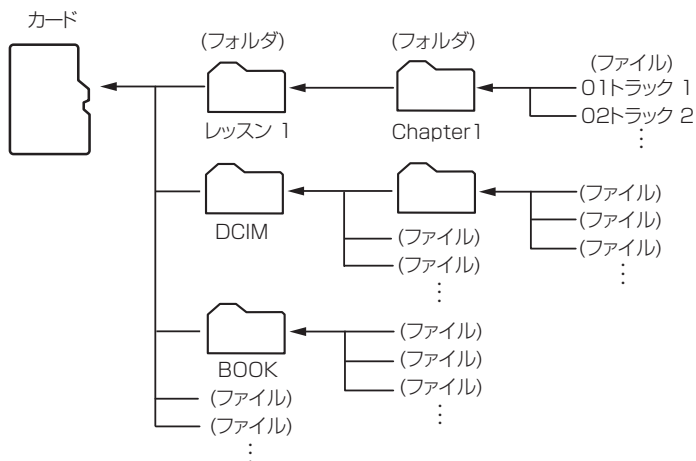 カード
(フォルダ)
(フォルダ)
(ファイル)
01トラック 1
02トラック 2
⋮
レッスン 1
Chapter1
DCIM
(ファイル)
(ファイル)
⋮
(ファイル)
(ファイル)
(ファイル)
⋮
BOOK
(ファイル)
(ファイル)
(ファイル)
⋮
(ファイル)
(ファイル)
⋮